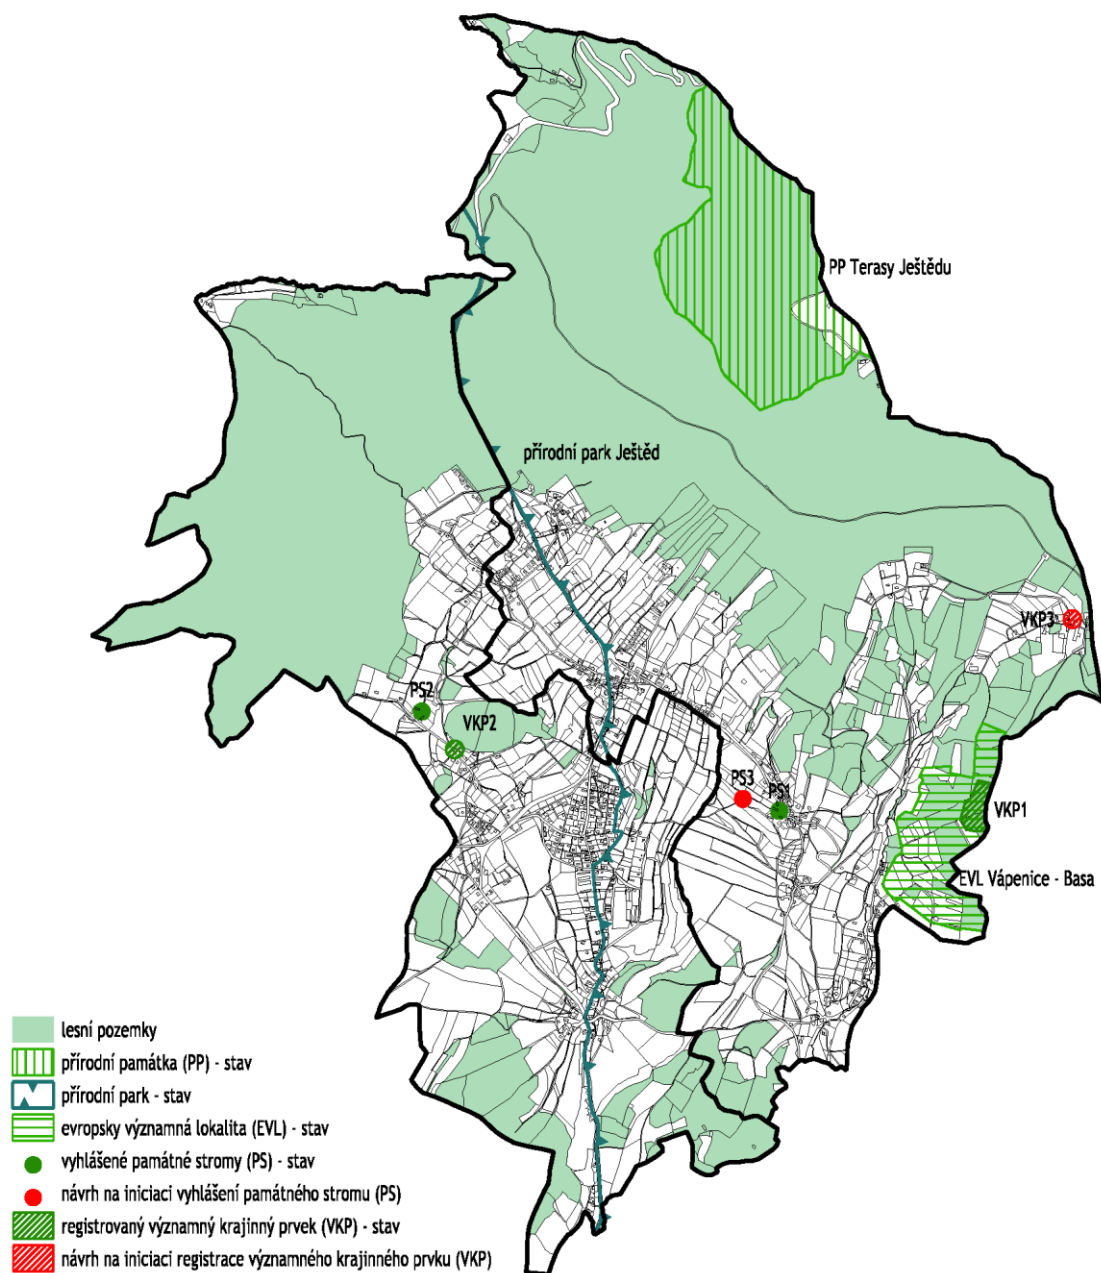 PP Terasy Ještědu
přírodní park Ještěd
VKP3
PS2
VKP2
PS3
PS1
VKP1
EVL Vápenice - Basa
lesní pozemky
přírodní památka (PP) - stav
přírodní park - stav
evropsky významná lokalita (EVL) - stav
vyhlášené památné stromy (PS) - stav
návrh na iniciaci vyhlášení památného stromu (PS)
registrovaný významný krajinný prvek (VKP) - stav
návrh na iniciaci registrace významného krajinného prvku (VKP)